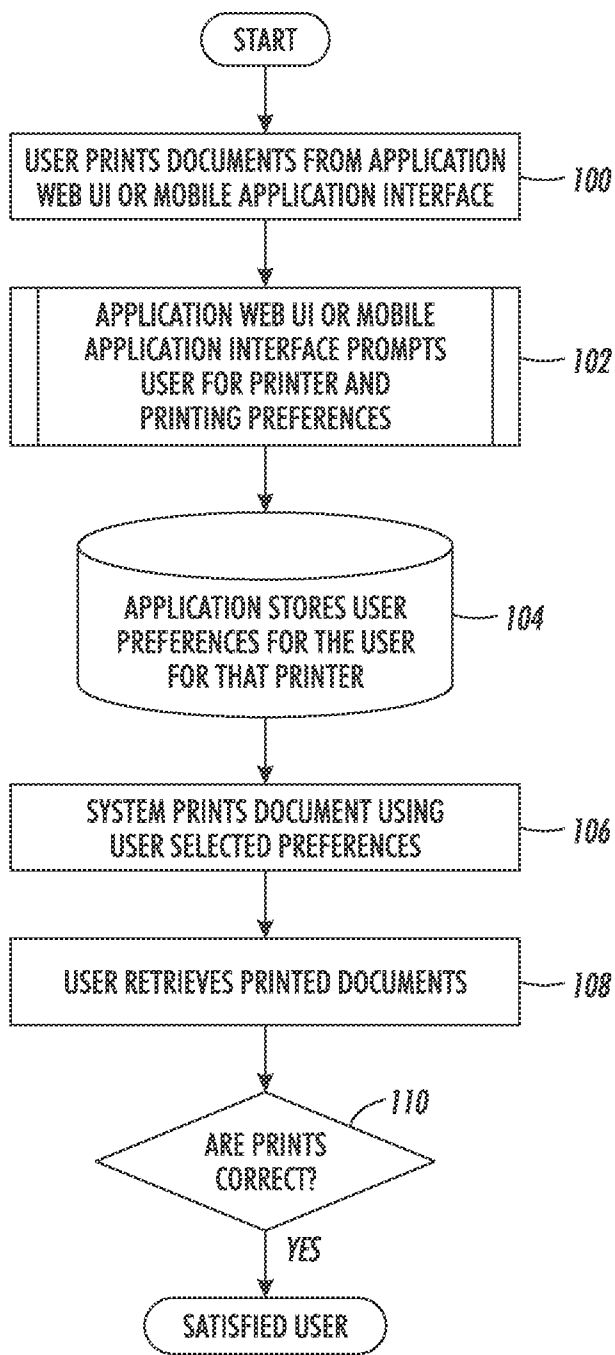 START
USER PRINTS DOCUMENTS FROM APPLICATION
WEB UI OR MOBILE APPLICATION INTERFACE
100
APPLICATION WEB UI OR MOBILE
APPLICATION INTERFACE PROMPTS
USER FOR PRINTER AND
PRINTING PREFERENCES
102
APPLICATION STORES USER
PREFERENCES FOR THE USER
FOR THAT PRINTER
104
SYSTEM PRINTS DOCUMENT USING
USER SELECTED PREFERENCES
106
USER RETRIEVES PRINTED DOCUMENTS
108
110
ARE PRINTS
CORRECT?
YES
SATISFIED USER